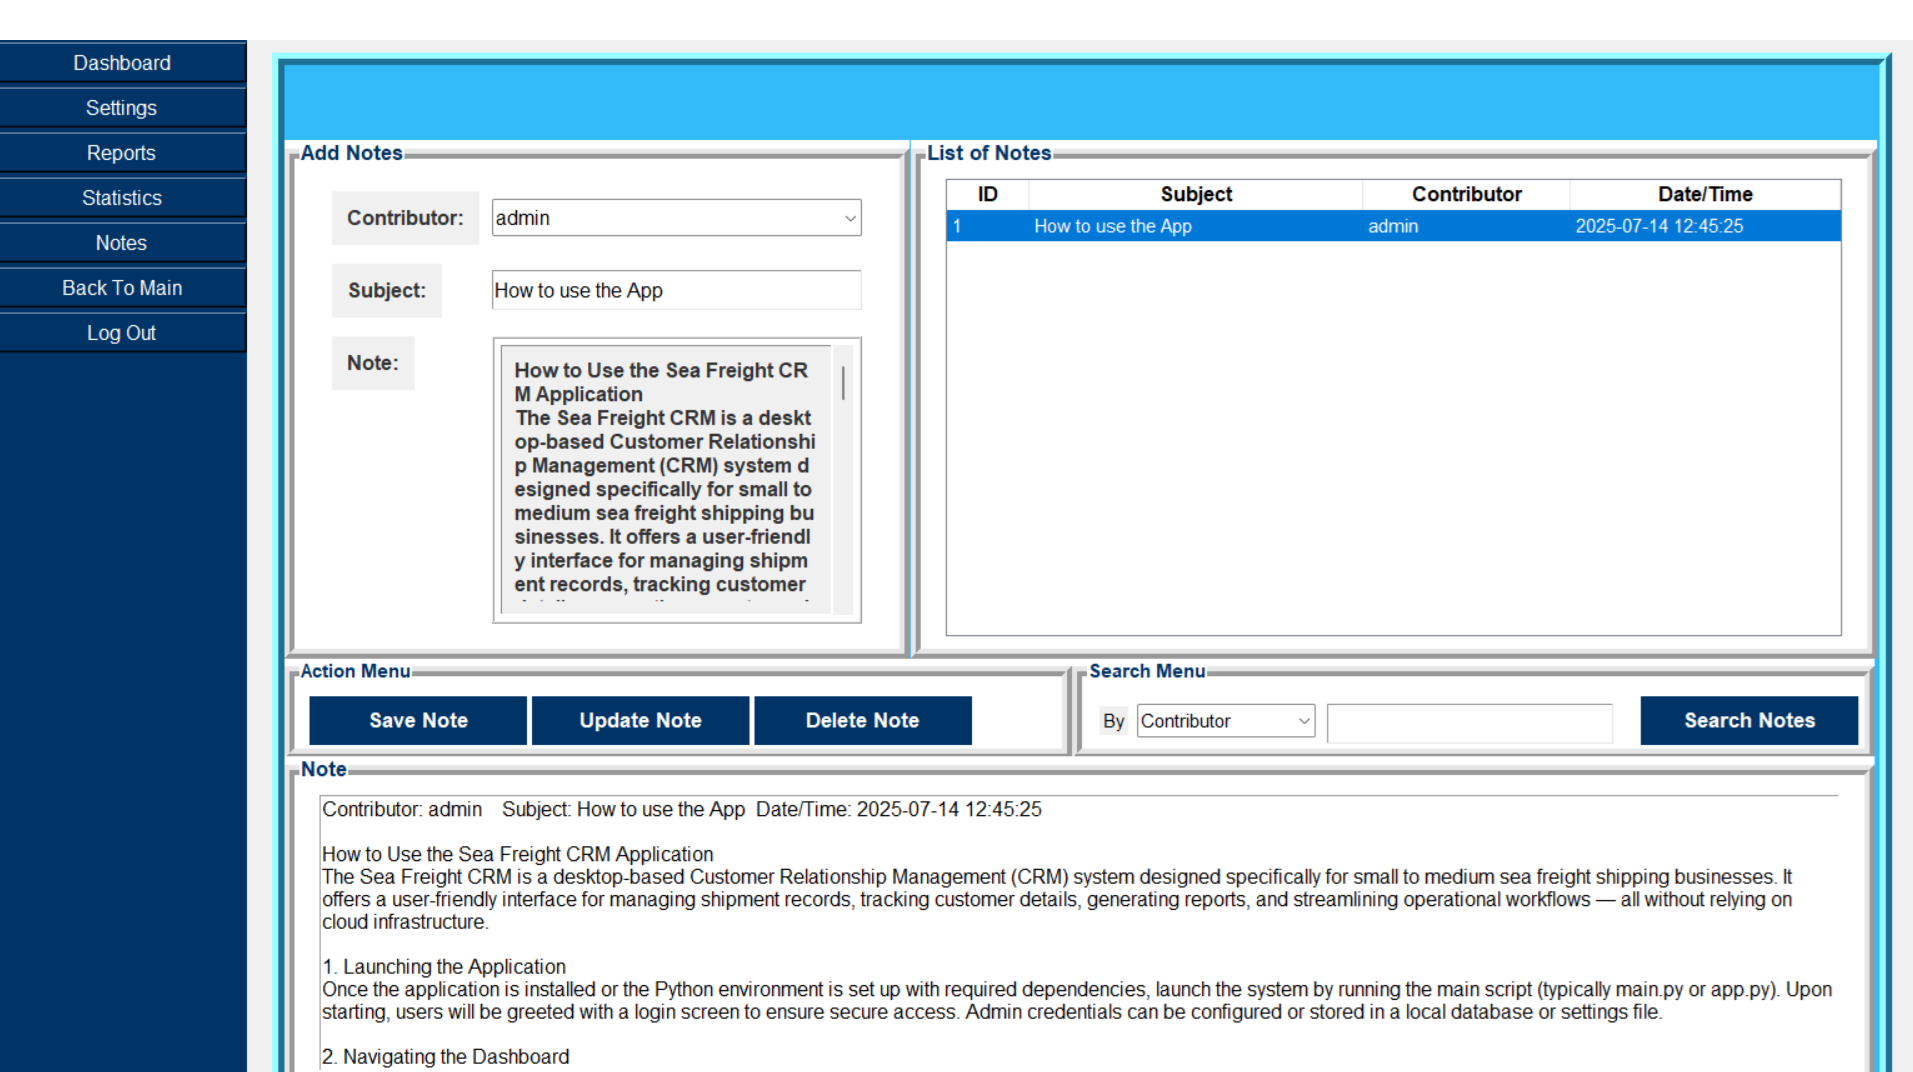 Dashboard
Settings
Reports
Statistics
Notes
Back To Main
Log Out
Add Notes
Contributor:
admin
Subject:
How to use the App
Note:
How to Use the Sea Freight CR
M Application
The Sea Freight CRM is a deskt
op-based Customer Relationshi
p Management (CRM) system d
esigned specifically for small to
medium sea freight shipping bu
sinesses. It offers a user-friendl
y interface for managing shipm
ent records, tracking customer
List of Notes
ID Subject Contributor Date/Time
1 How to use the App admin 2025-07-14 12:45:25
Action Menu
Save Note Update Note Delete Note
Search Menu
By Contributor Search Notes
Note
Contributor: admin Subject: How to use the App Date/Time: 2025-07-14 12:45:25
How to Use the Sea Freight CRM Application
The Sea Freight CRM is a desktop-based Customer Relationship Management (CRM) system designed specifically for small to medium sea freight shipping businesses. It
offers a user-friendly interface for managing shipment records, tracking customer details, generating reports, and streamlining operational workflows — all without relying on
cloud infrastructure.
1. Launching the Application
Once the application is installed or the Python environment is set up with required dependencies, launch the system by running the main script (typically main.py or app.py). Upon
starting, users will be greeted with a login screen to ensure secure access. Admin credentials can be configured or stored in a local database or settings file.
2. Navigating the Dashboard